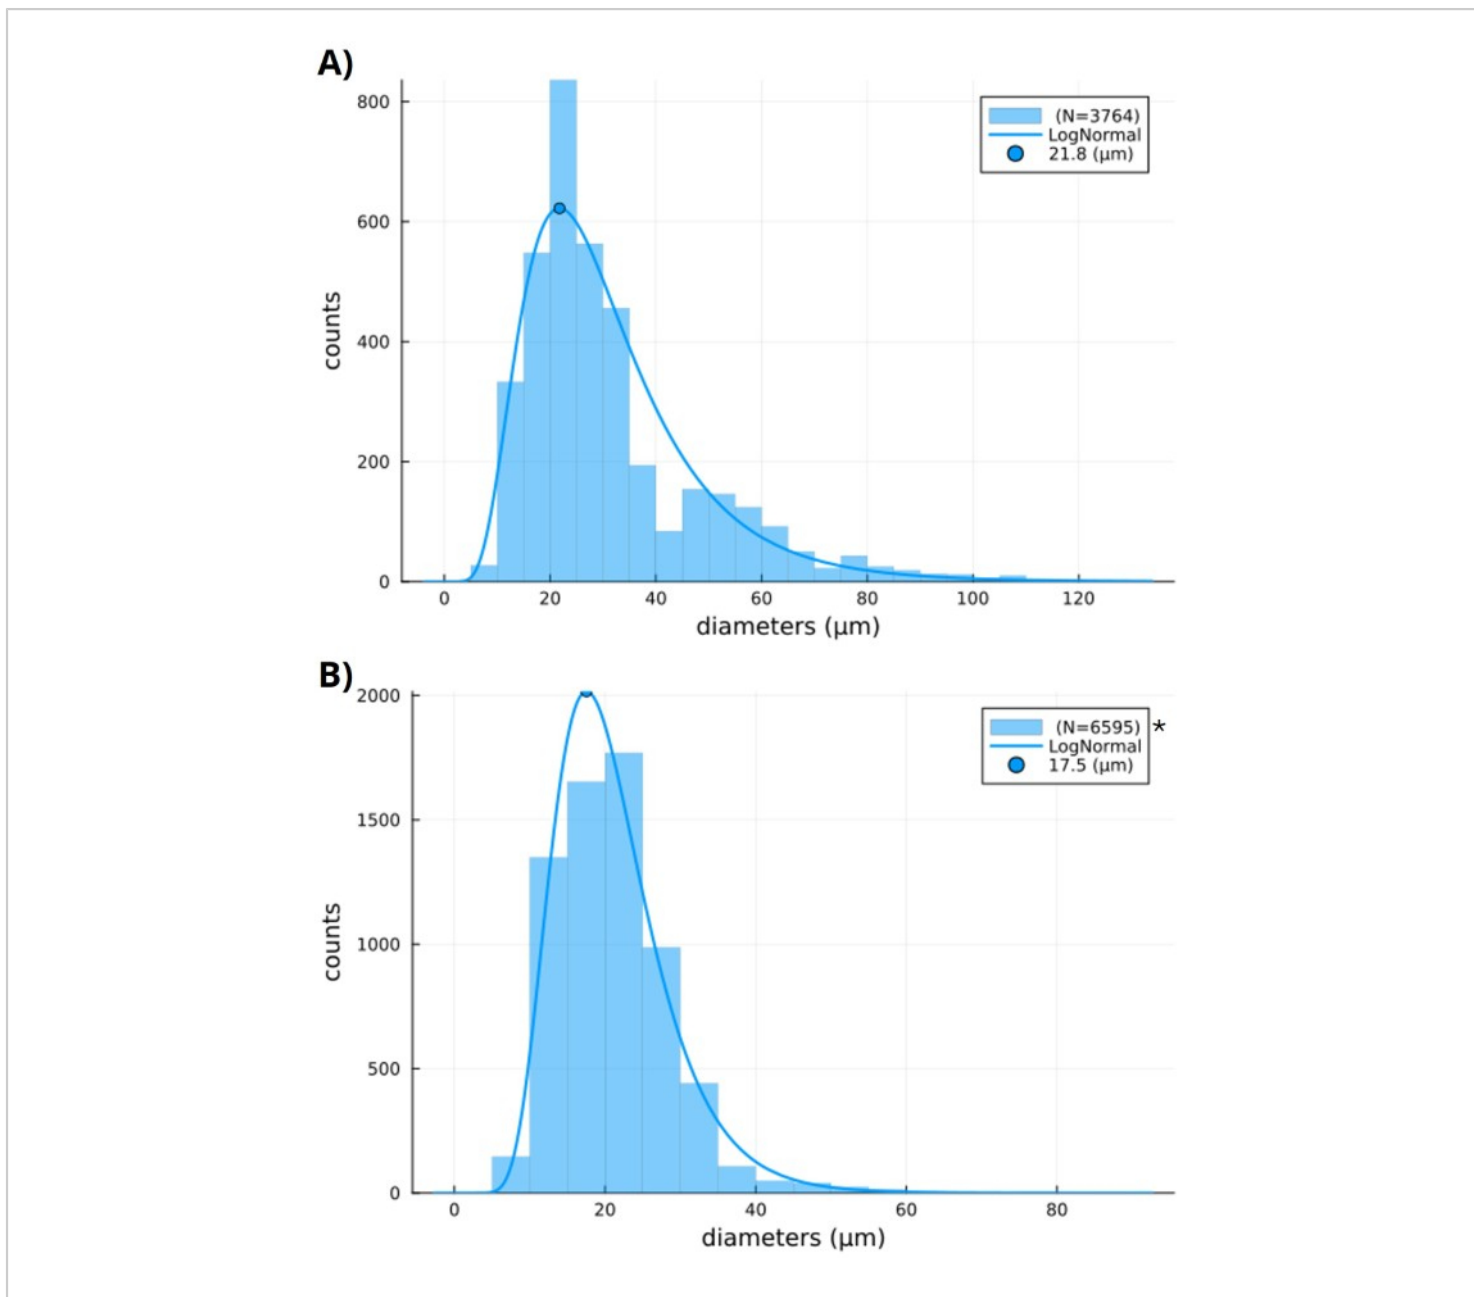 A)
800
600
400
200
0
counts
(N=3764)
LogNormal
21.8 (µm)
0 20 40 60 80 100 120
diameters (µm)
B)
2000
1500
1000
500
0
counts
(N=6595) *
LogNormal
17.5 (µm)
0 20 40 60 80
diameters (µm)